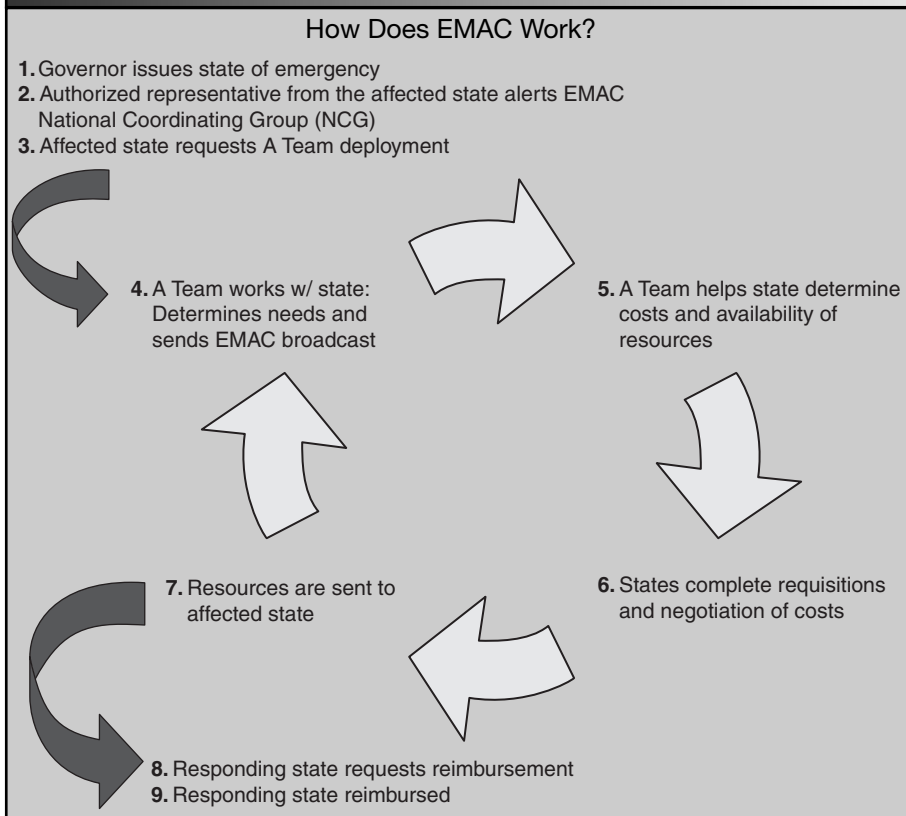 How Does EMAC Work?
1. Governor issues state of emergency
2. Authorized representative from the affected state alerts EMAC
National Coordinating Group (NCG)
3. Affected state requests A Team deployment
4. A Team works w/ state:
Determines needs and
sends EMAC broadcast
5. A Team helps state determine
costs and availability of
resources
6. States complete requisitions
and negotiation of costs
7. Resources are sent to
affected state
8. Responding state requests reimbursement
9. Responding state reimbursed